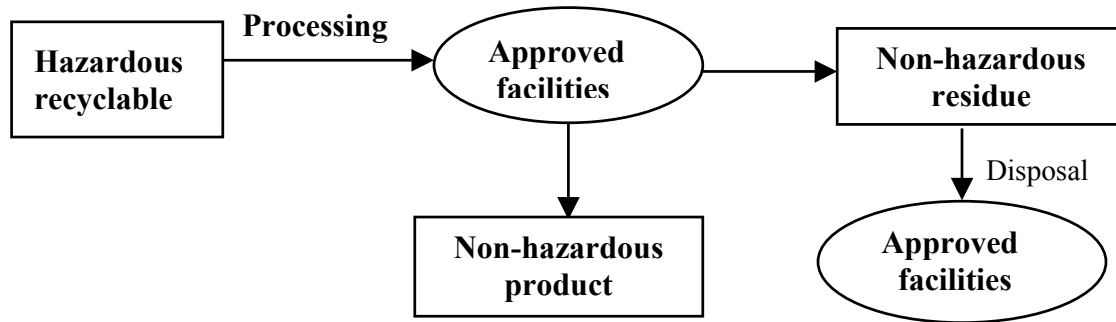 Processing
Hazardous
recyclable
Approved
facilities
Non-hazardous
residue
Disposal
Non-hazardous
product
Approved
facilities